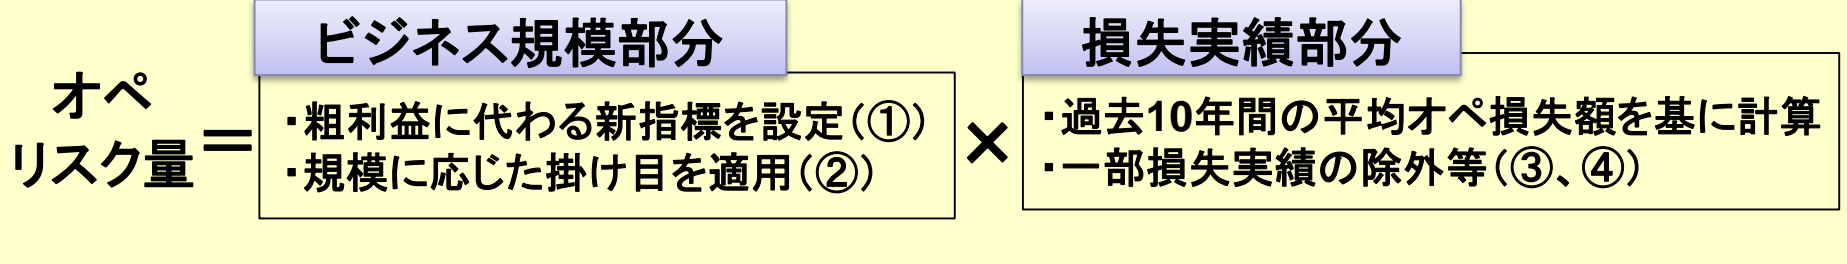 オペ
リスク量
＝
ビジネス規模部分
・粗利益に代わる新指標を設定（①）
・規模に応じた掛け目を適用（②）
×
損失実績部分
・過去10年間の平均オペ損失額を基に計算
・一部損失実績の除外等（③、④）